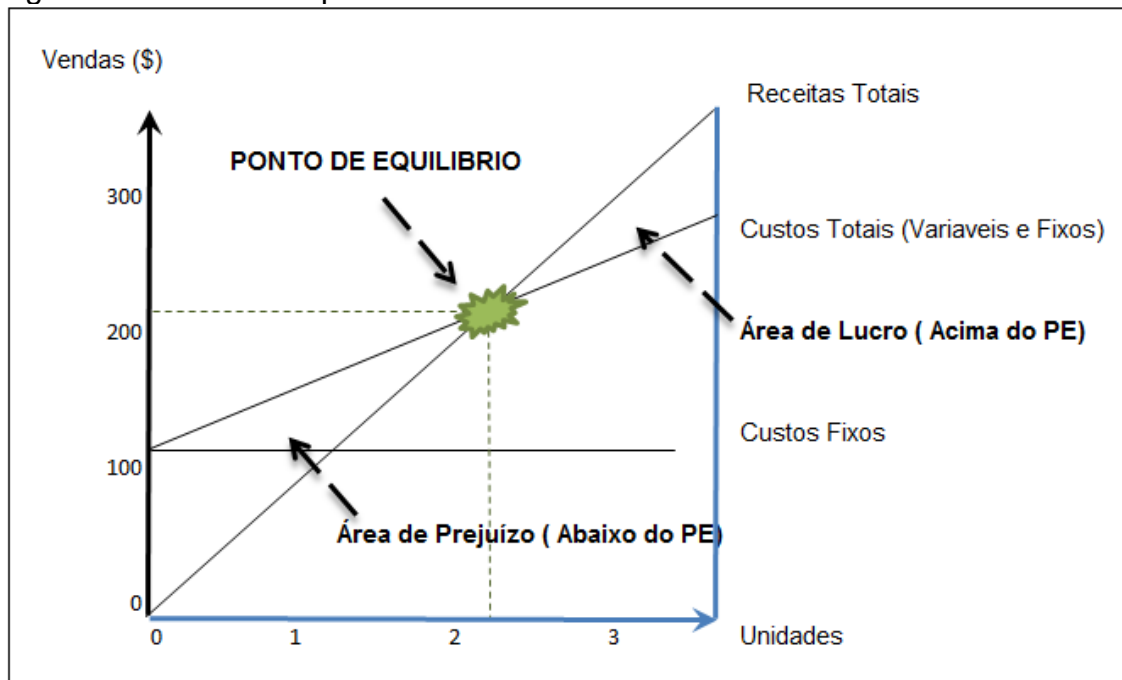 Vendas ($)
Receitas Totais
PONTO DE EQUILIBRIO
300
Custos Totais (Variaveis e Fixos)
200
Área de Lucro ( Acima do PE)
Custos Fixos
100
Área de Prejuízo ( Abaixo do PE)
0
0 1 2 3 Unidades